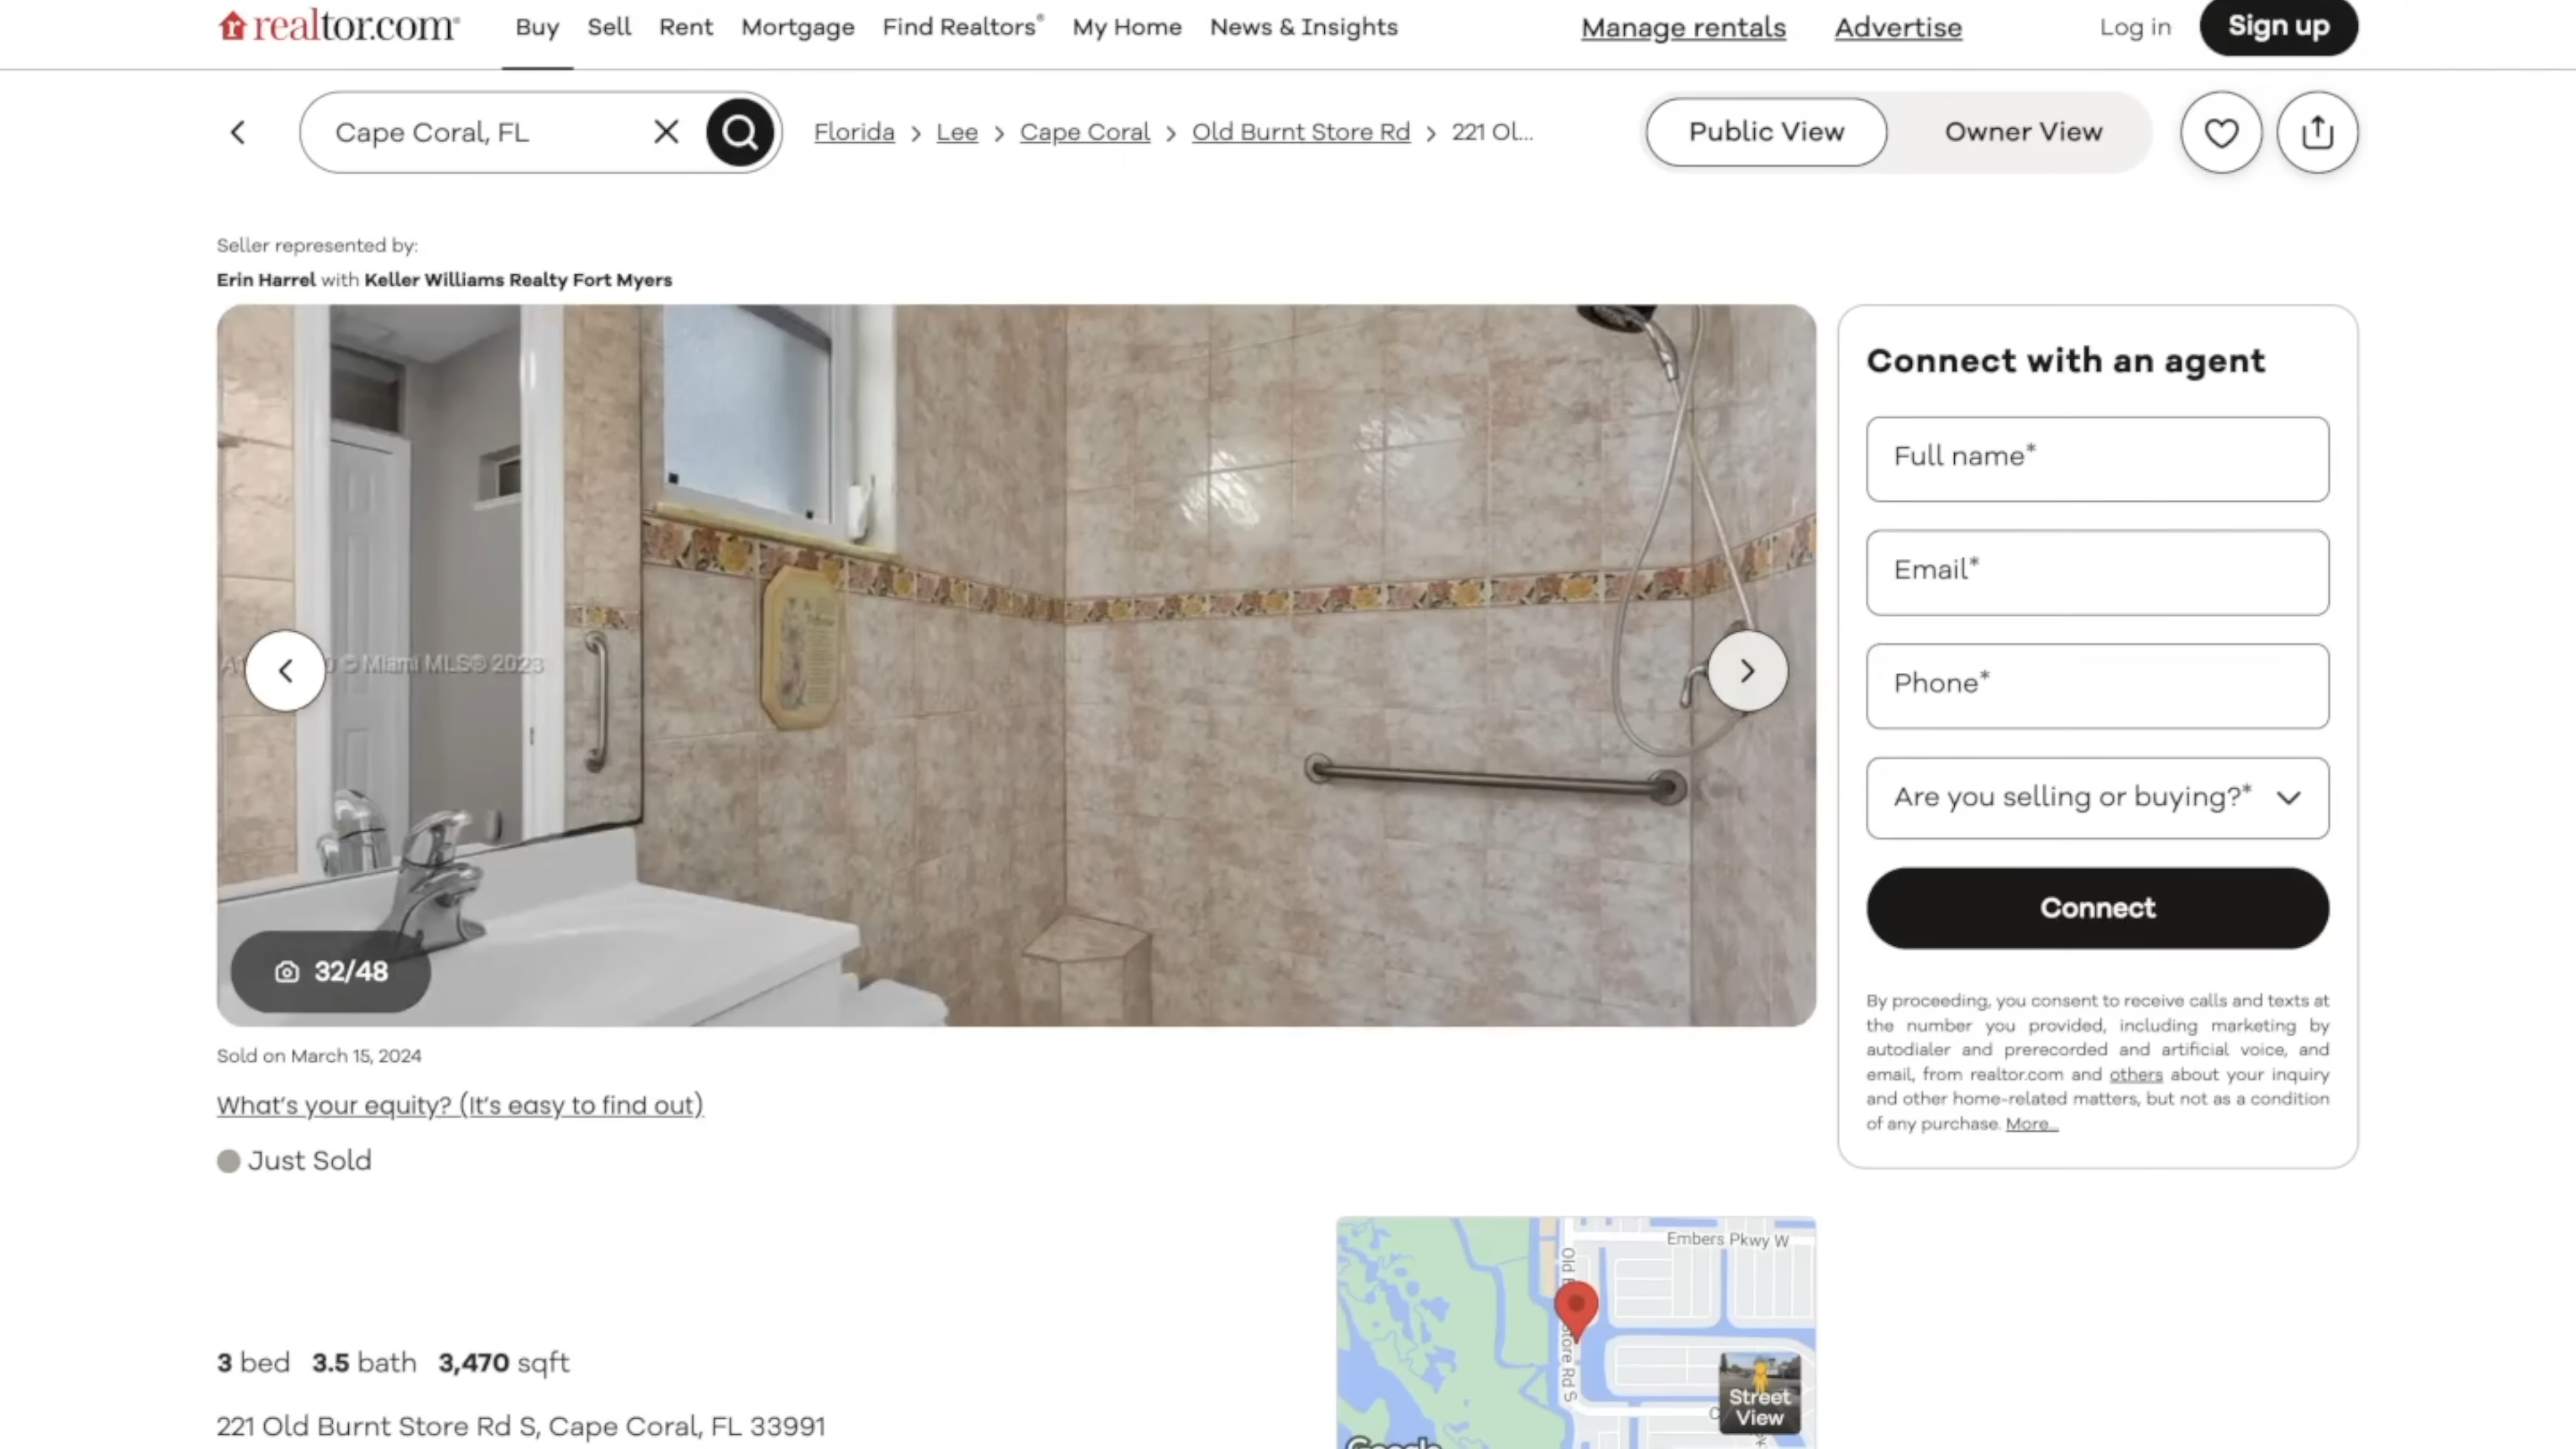 realtor.com®
Buy Sell Rent Mortgage Find Realtors® My Home News & Insights
Manage rentals Advertise Log in Sign up
Cape Coral, FL
Florida > Lee > Cape Coral > Old Burnt Store Rd > 221 Ol...
Public View Owner View
Seller represented by:
Erin Harrel with Keller Williams Realty Fort Myers
© Miami MLS® 2023
32/48
Connect with an agent
Full name*
Email*
Phone*
Are you selling or buying?*
Connect
By proceeding, you consent to receive calls and texts at
the number you provided, including marketing by
autodialer and prerecorded and artificial voice, and
email, from realtor.com and others about your inquiry
and other home-related matters, but not as a condition
of any purchase. More...
Sold on March 15, 2024
What's your equity? (It's easy to find out)
Just Sold
3 bed 3.5 bath 3,470 sqft
221 Old Burnt Store Rd S, Cape Coral, FL 33991
Embers Pkwy W
Old
Store Rd S
Street
View
Google